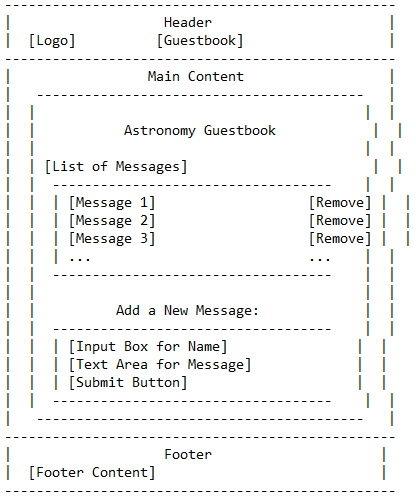 Header
[Logo] [Guestbook]
Main Content
Astronomy Guestbook
[List of Messages]
[Message 1] [Remove]
[Message 2] [Remove]
[Message 3] [Remove]
... ...
Add a New Message:
[Input Box for Name]
[Text Area for Message]
[Submit Button]
Footer
[Footer Content]